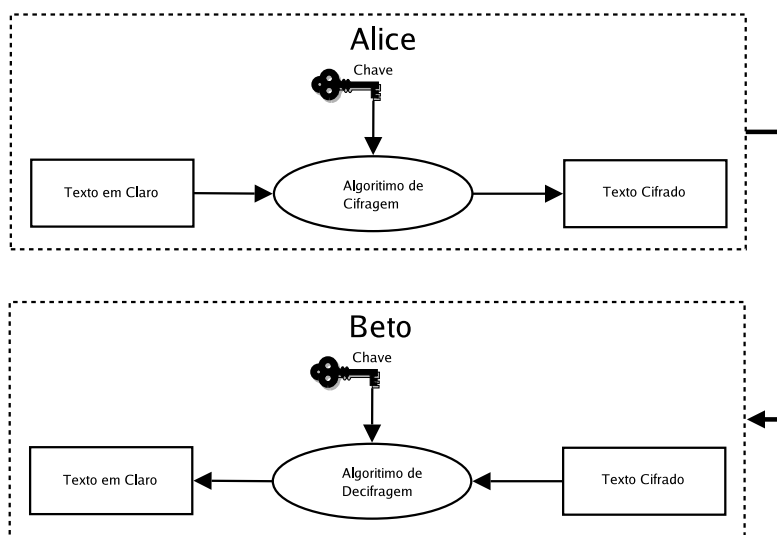 Alice
Chave
Texto em Claro
Algoritimo de
Cifragem
Texto Cifrado
Beto
Chave
Texto em Claro
Algoritimo de
Decifragem
Texto Cifrado